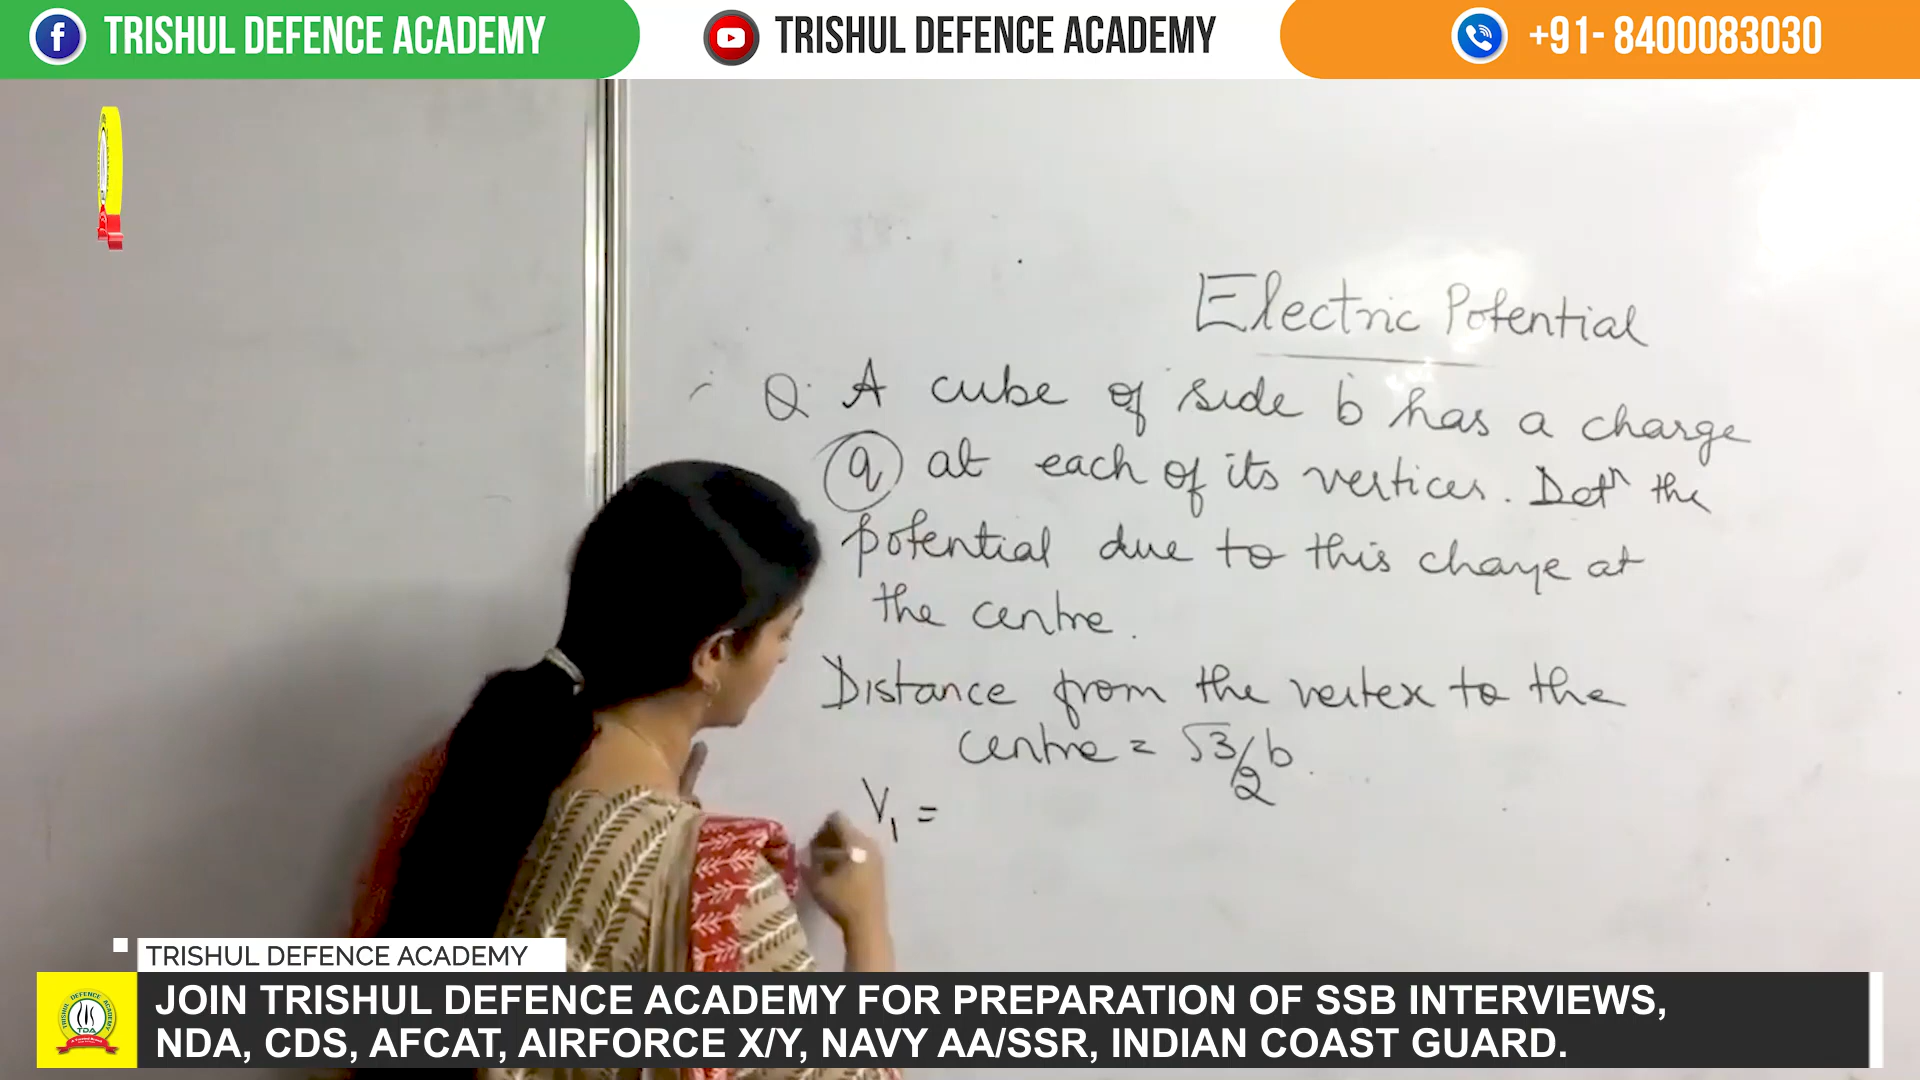 TRISHUL DEFENCE ACADEMY
TRISHUL DEFENCE ACADEMY
+91- 8400083030
Electric Potential
Q. A cube of side b has a charge
q at each of its vertices. Detⁿ the
potential due to this charge at
the centre.
Distance from the vertex to the
centre = √3/2 b.
V₁ =
TRISHUL DEFENCE ACADEMY
TDA
JOIN TRISHUL DEFENCE ACADEMY FOR PREPARATION OF SSB INTERVIEWS,
NDA, CDS, AFCAT, AIRFORCE X/Y, NAVY AA/SSR, INDIAN COAST GUARD.